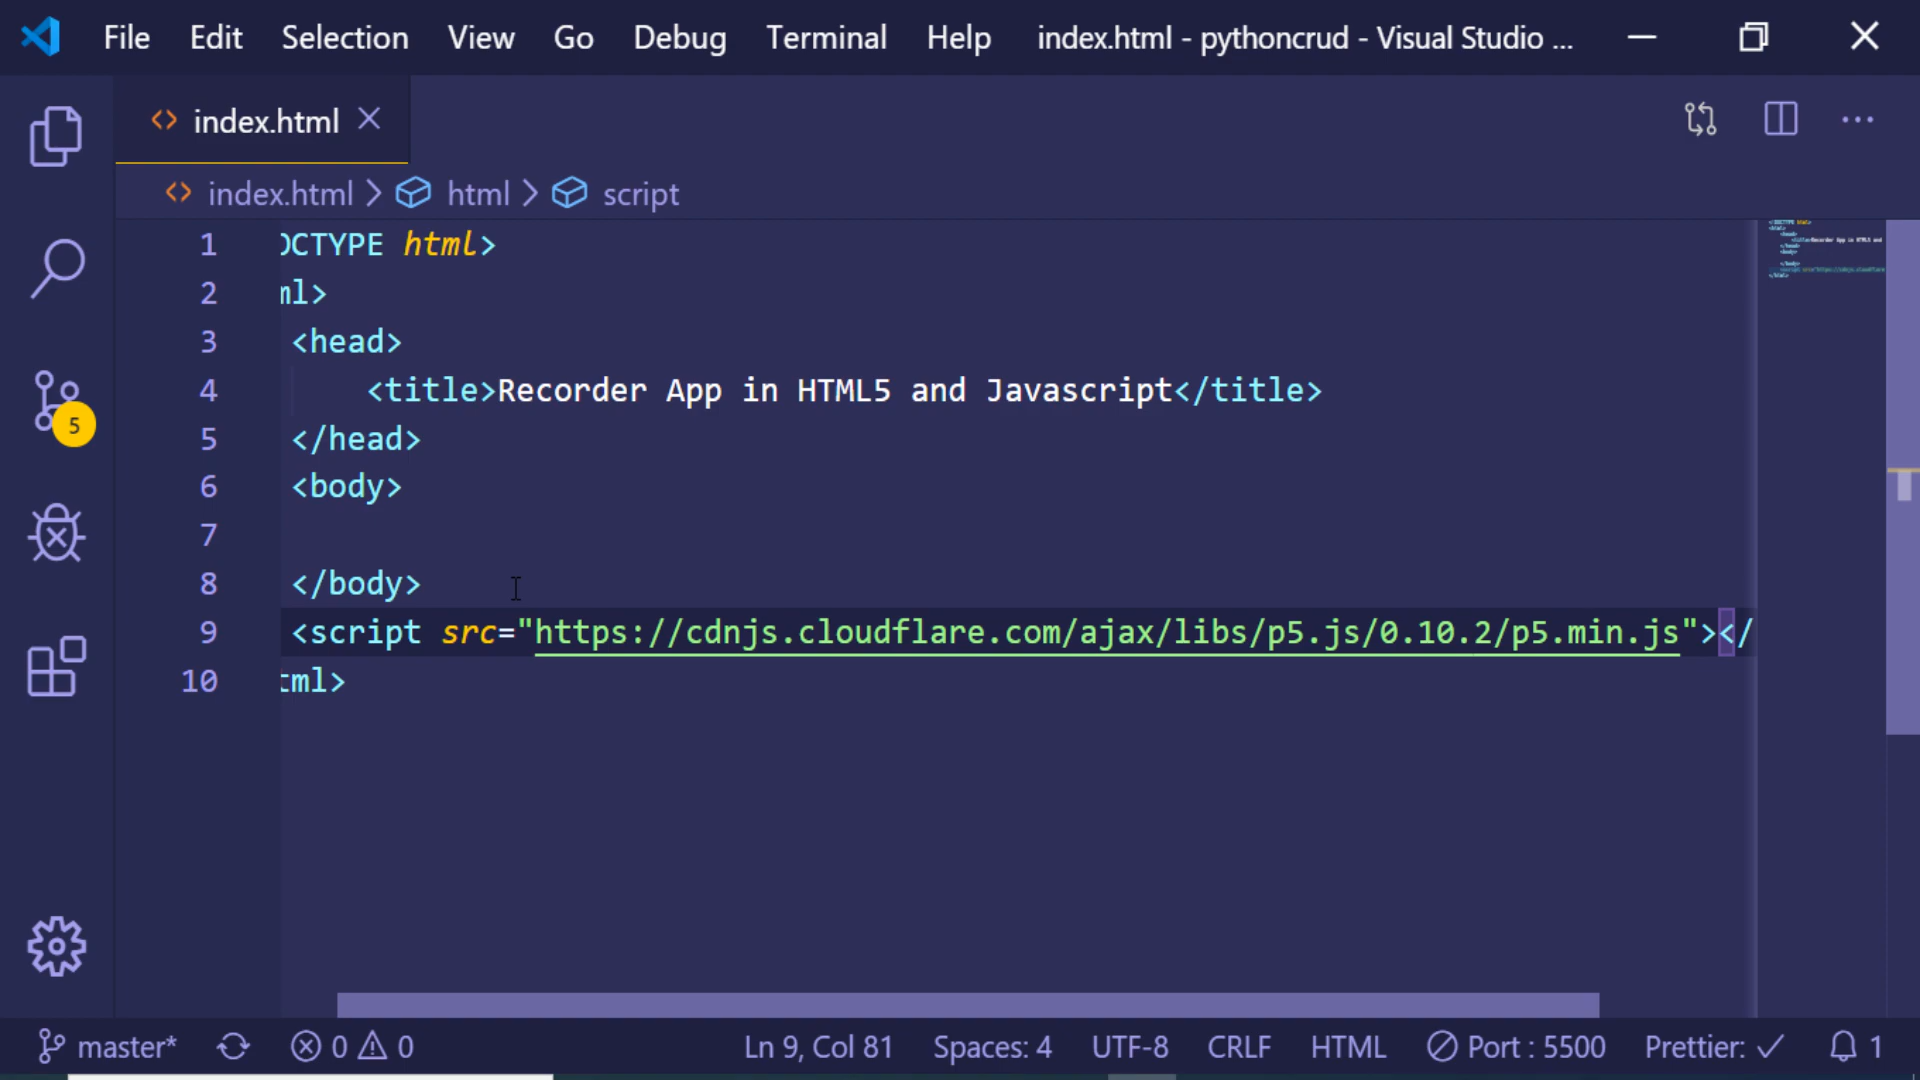 File Edit Selection View Go Debug Terminal Help index.html - pythoncrud - Visual Studio ...
index.html
index.html > html > script
1 OCTYPE html>
2 ml>
3 <head>
4 <title>Recorder App in HTML5 and Javascript</title>
5 </head>
6 <body>
7
8 </body>
9 <script src="https://cdnjs.cloudflare.com/ajax/libs/p5.js/0.10.2/p5.min.js"></
10 tml>
5
master* 0 0 Ln 9, Col 81 Spaces: 4 UTF-8 CRLF HTML Port : 5500 Prettier: ✓ 1